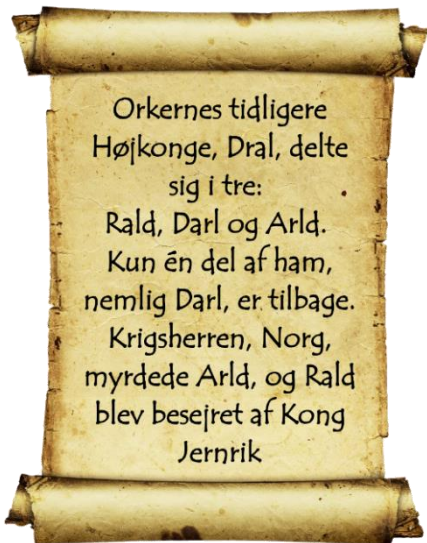 Orkernes tidligere
Højkonge, Dral, delte
sig i tre:
Rald, Darl og Arld.
Kun én del af ham,
nemlig Darl, er tilbage.
Krigsherren, Norg,
myrdede Arld, og Rald
blev besejret af Kong
Jernrik